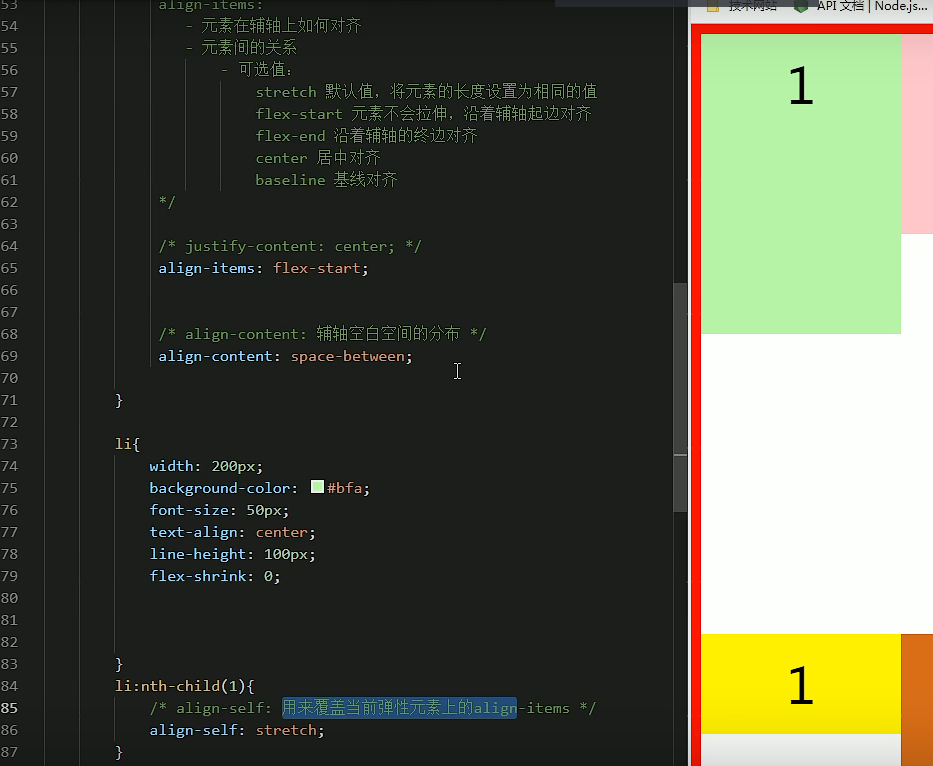 53 align-items:
54 - 元素在辅轴上如何对齐
55 - 元素间的关系
56 - 可选值：
57 stretch 默认值，将元素的长度设置为相同的值
58 flex-start 元素不会拉伸，沿着辅轴起边对齐
59 flex-end 沿着辅轴的终边对齐
60 center 居中对齐
61 baseline 基线对齐
62 */
63
64 /* justify-content: center; */
65 align-items: flex-start;
66
67
68 /* align-content: 辅轴空白空间的分布 */
69 align-content: space-between;
70
71 }
72
73 li{
74 width: 200px;
75 background-color: #bfa;
76 font-size: 50px;
77 text-align: center;
78 line-height: 100px;
79 flex-shrink: 0;
80
81
82
83 }
84 li:nth-child(1){
85 /* align-self: 用来覆盖当前弹性元素上的align-items */
86 align-self: stretch;
87 }
技术网站 API 文档 | Node.js...
1
1